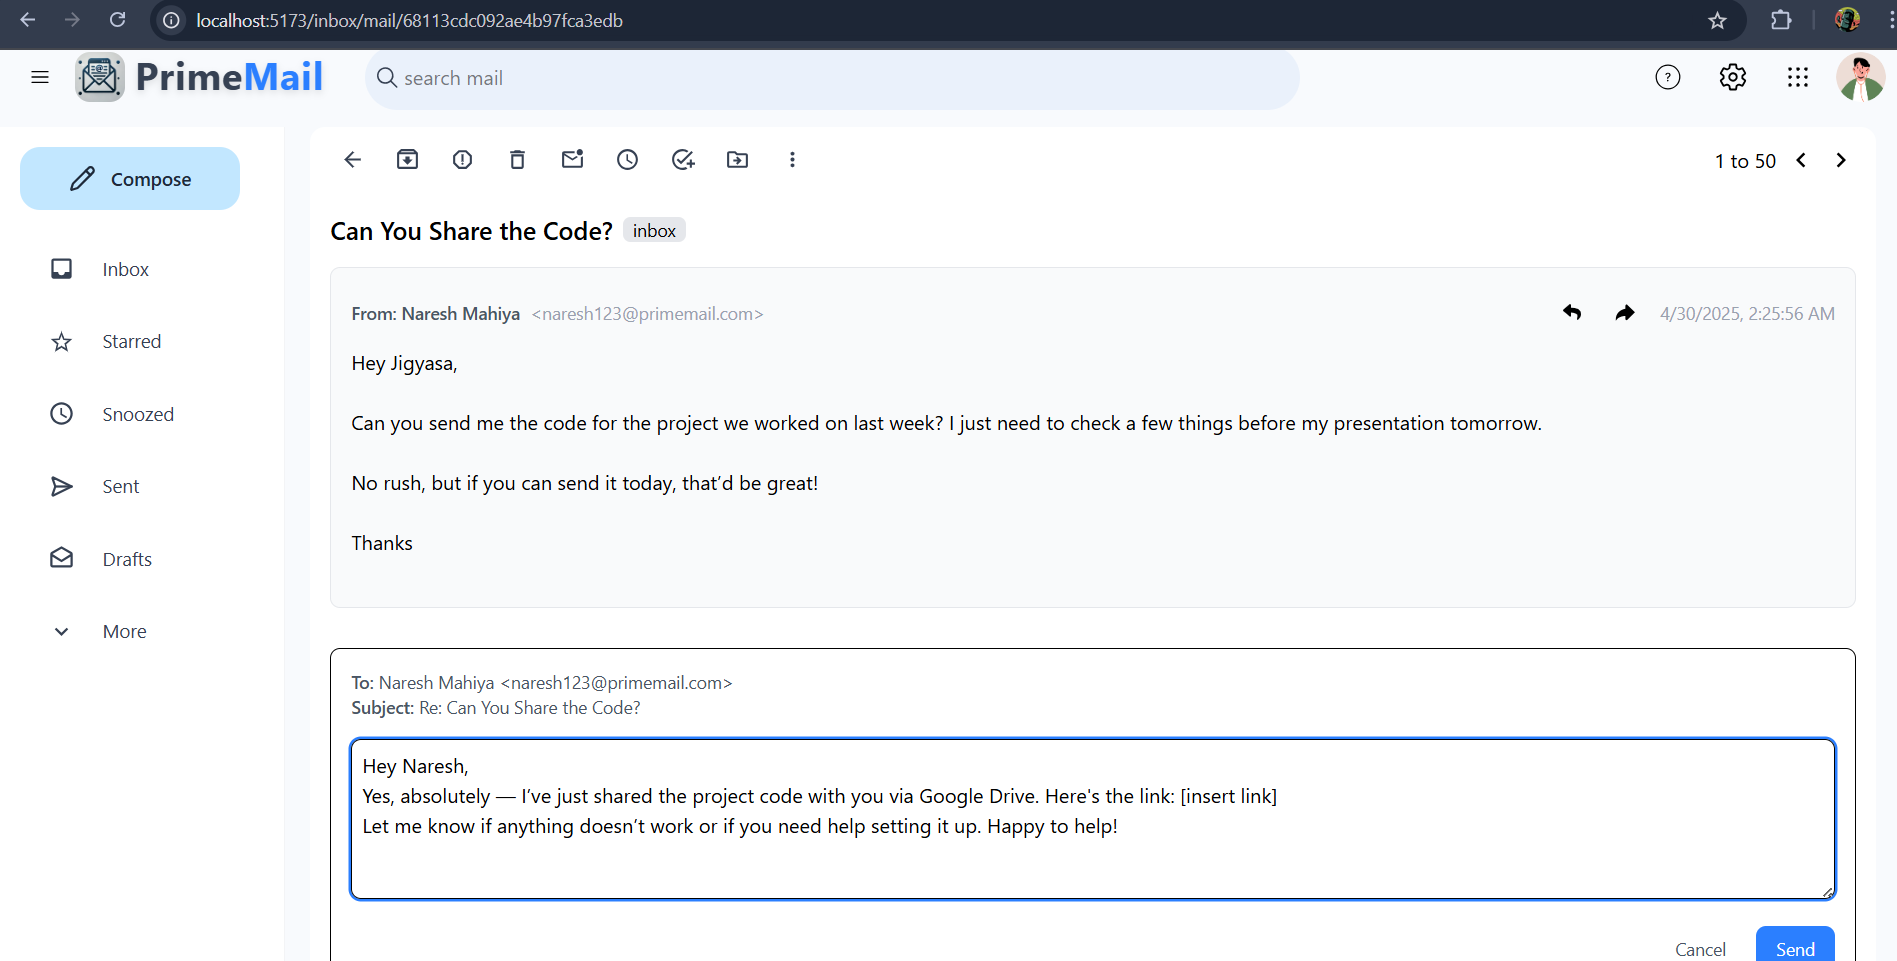 localhost:5173/inbox/mail/68113cdc092ae4b97fca3edb
PrimeMail
search mail
?
Compose
1 to 50
Can You Share the Code? inbox
Inbox
From: Naresh Mahiya <naresh123@primemail.com> 4/30/2025, 2:25:56 AM
Starred
Hey Jigyasa,
Snoozed
Can you send me the code for the project we worked on last week? I just need to check a few things before my presentation tomorrow.
Sent
No rush, but if you can send it today, that’d be great!
Drafts
Thanks
More
To: Naresh Mahiya <naresh123@primemail.com>
Subject: Re: Can You Share the Code?
Hey Naresh,
Yes, absolutely — I’ve just shared the project code with you via Google Drive. Here's the link: [insert link]
Let me know if anything doesn’t work or if you need help setting it up. Happy to help!
Cancel Send